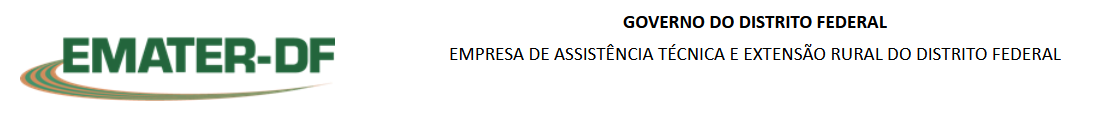 EMATER-DF
GOVERNO DO DISTRITO FEDERAL
EMPRESA DE ASSISTÊNCIA TÉCNICA E EXTENSÃO RURAL DO DISTRITO FEDERAL